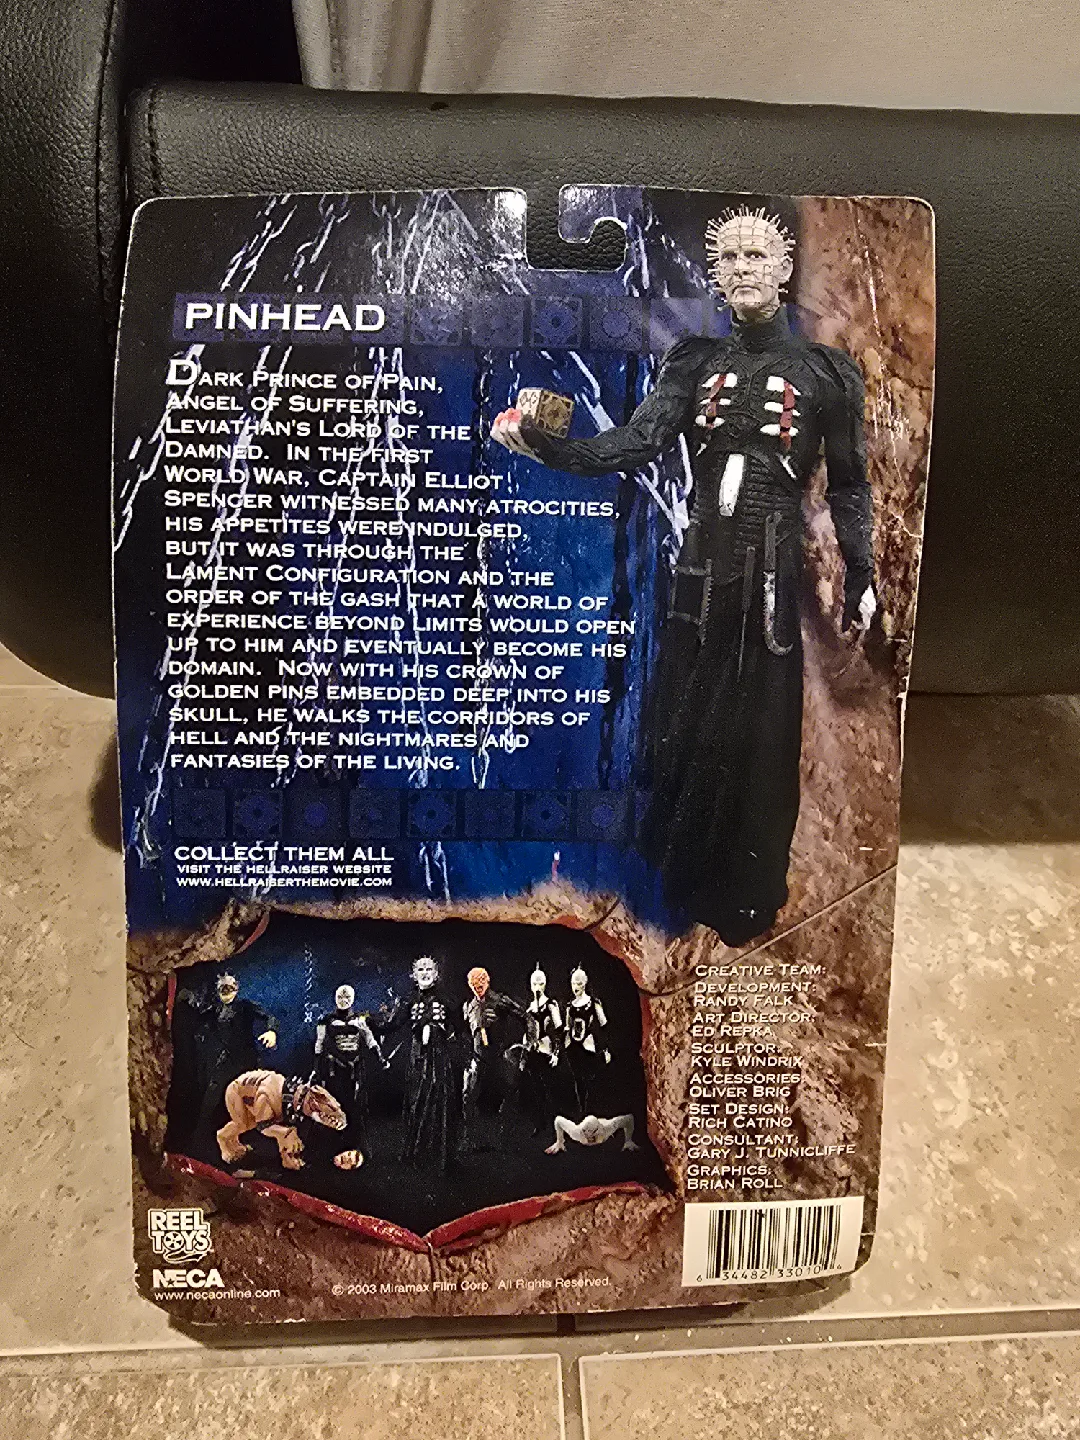 PINHEAD
DARK PRINCE OF PAIN,
ANGEL OF SUFFERING,
LEVIATHAN'S LORD OF THE
DAMNED. IN THE FIRST
WORLD WAR, CAPTAIN ELLIOT
SPENCER WITNESSED MANY ATROCITIES,
HIS APPETITES WERE INDULGED,
BUT IT WAS THROUGH THE
LAMENT CONFIGURATION AND THE
ORDER OF THE GASH THAT A WORLD OF
EXPERIENCE BEYOND LIMITS WOULD OPEN
UP TO HIM AND EVENTUALLY BECOME HIS
DOMAIN. NOW WITH HIS CROWN OF
GOLDEN PINS EMBEDDED DEEP INTO HIS
SKULL, HE WALKS THE CORRIDORS OF
HELL AND THE NIGHTMARES AND
FANTASIES OF THE LIVING.
COLLECT THEM ALL
VISIT THE HELLRAISER WEBSITE
WWW.HELLRAISERTHEMOVIE.COM
CREATIVE TEAM:
DEVELOPMENT:
RANDY FALK
ART DIRECTOR:
ED REPKA
SCULPTOR:
KYLE WINDRIX
ACCESSORIES:
OLIVER BRIG
SET DESIGN:
RICH CATINO
CONSULTANT:
GARY J. TUNNICLIFFE
GRAPHICS:
BRIAN ROLL
REEL
TOYS
NECA
www.necaonline.com
© 2003 Miramax Film Corp. All Rights Reserved.
6 34482 33010 4